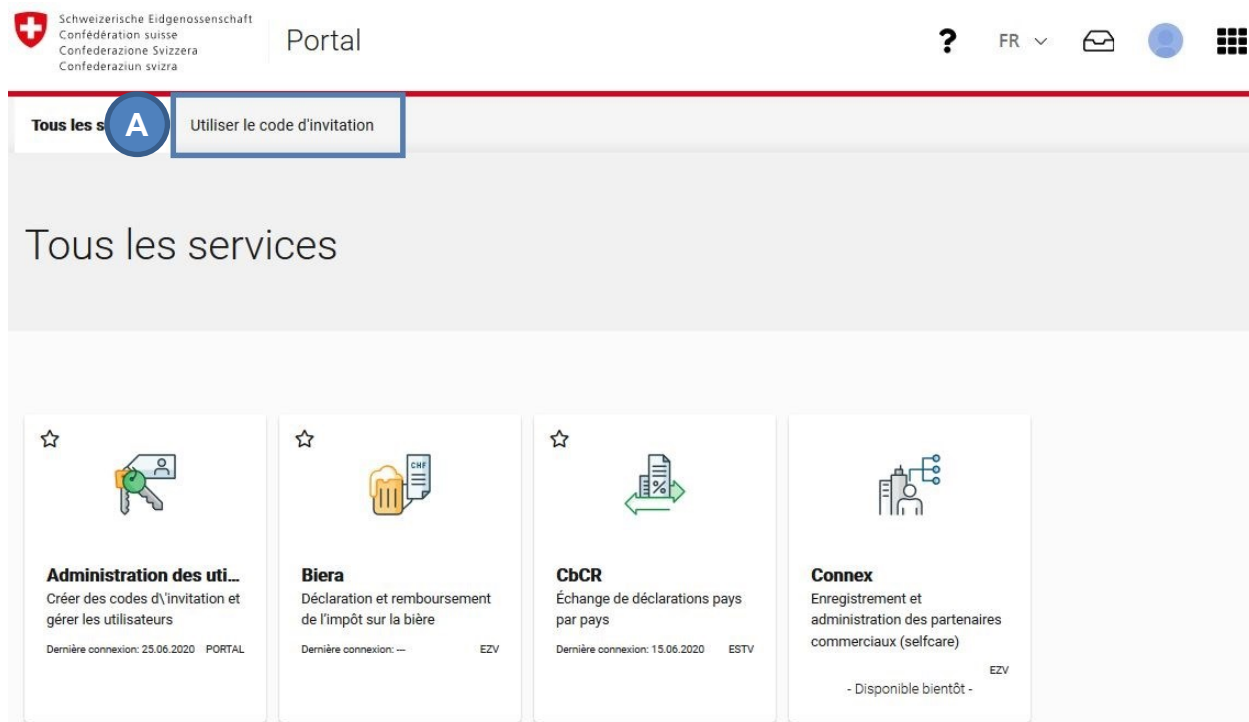 Schweizerische Eidgenossenschaft
Confédération suisse
Confederazione Svizzera
Confederaziun svizra
Portal
? FR
Tous les s
A
Utiliser le code d'invitation
Tous les services
CHF
%
Administration des uti...
Créer des codes d\'invitation et
gérer les utilisateurs
Dernière connexion: 25.06.2020 PORTAL
Biera
Déclaration et remboursement
de l'impôt sur la bière
Dernière connexion: --- EZV
CbCR
Échange de déclarations pays
par pays
Dernière connexion: 15.06.2020 ESTV
Connex
Enregistrement et
administration des partenaires
commerciaux (selfcare)
EZV
- Disponible bientôt -